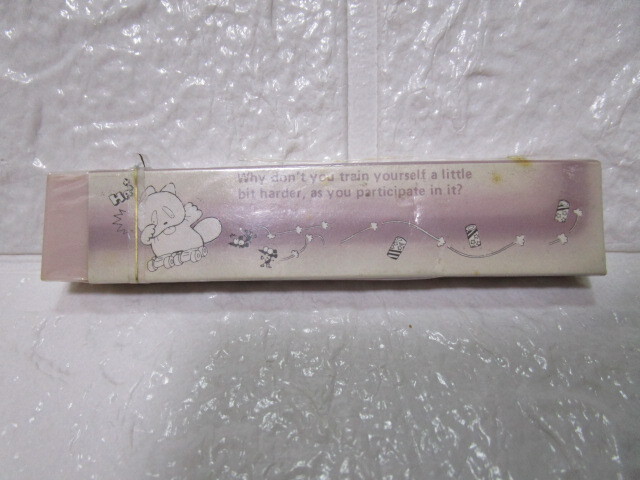 Why don't you train yourself a little
bit harder, as you participate in it?